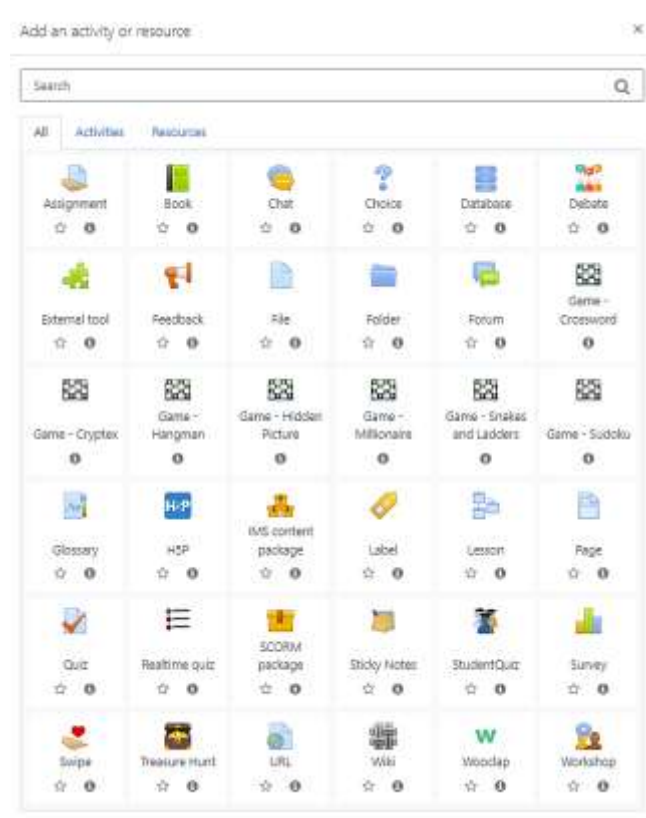 Add an activity or resource
×
Search
All Activities Resources
Assignment Book Chat Choice Database Debate
External tool Feedback File Folder Forum Game - Crossword
Game - Cryptex Game - Hangman Game - Hidden Picture Game - Millionaire Game - Snakes and Ladders Game - Sudoku
Glossary H5P H5P IMS content package Label Lesson Page
Quiz Realtime quiz SCORM package Sticky Notes StudentQuiz Survey
Swipe Treasure Hunt URL Wiki W Wooclap Workshop